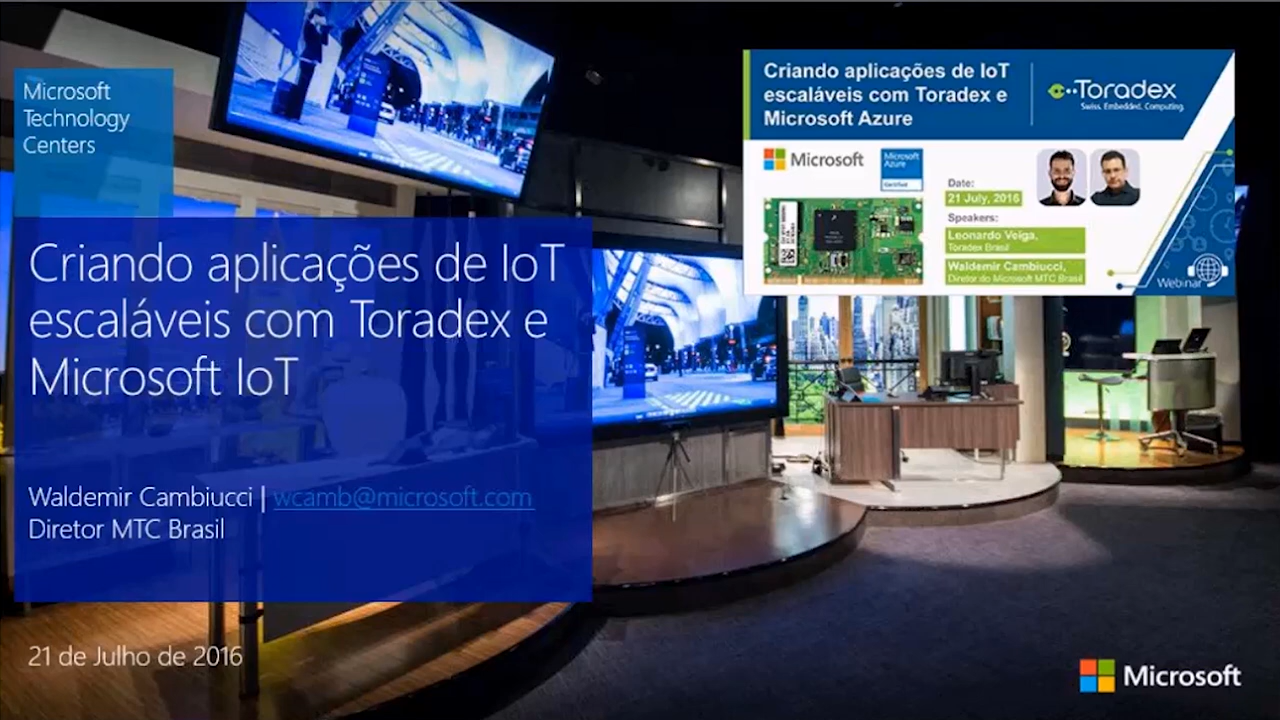 Microsoft
Technology
Centers
Criando aplicações de IoT
escaláveis com Toradex e
Microsoft IoT
Waldemir Cambiucci | wcamb@microsoft.com
Diretor MTC Brasil
21 de Julho de 2016
Criando aplicações de IoT
escaláveis com Toradex e
Microsoft Azure
Toradex
Swiss. Embedded. Computing.
Microsoft
Microsoft
Azure
Certified
Date:
21 July, 2016
Speakers:
Leonardo Veiga,
Toradex Brasil
Waldemir Cambiucci,
Diretor do Microsoft MTC Brasil
Webinar
Microsoft